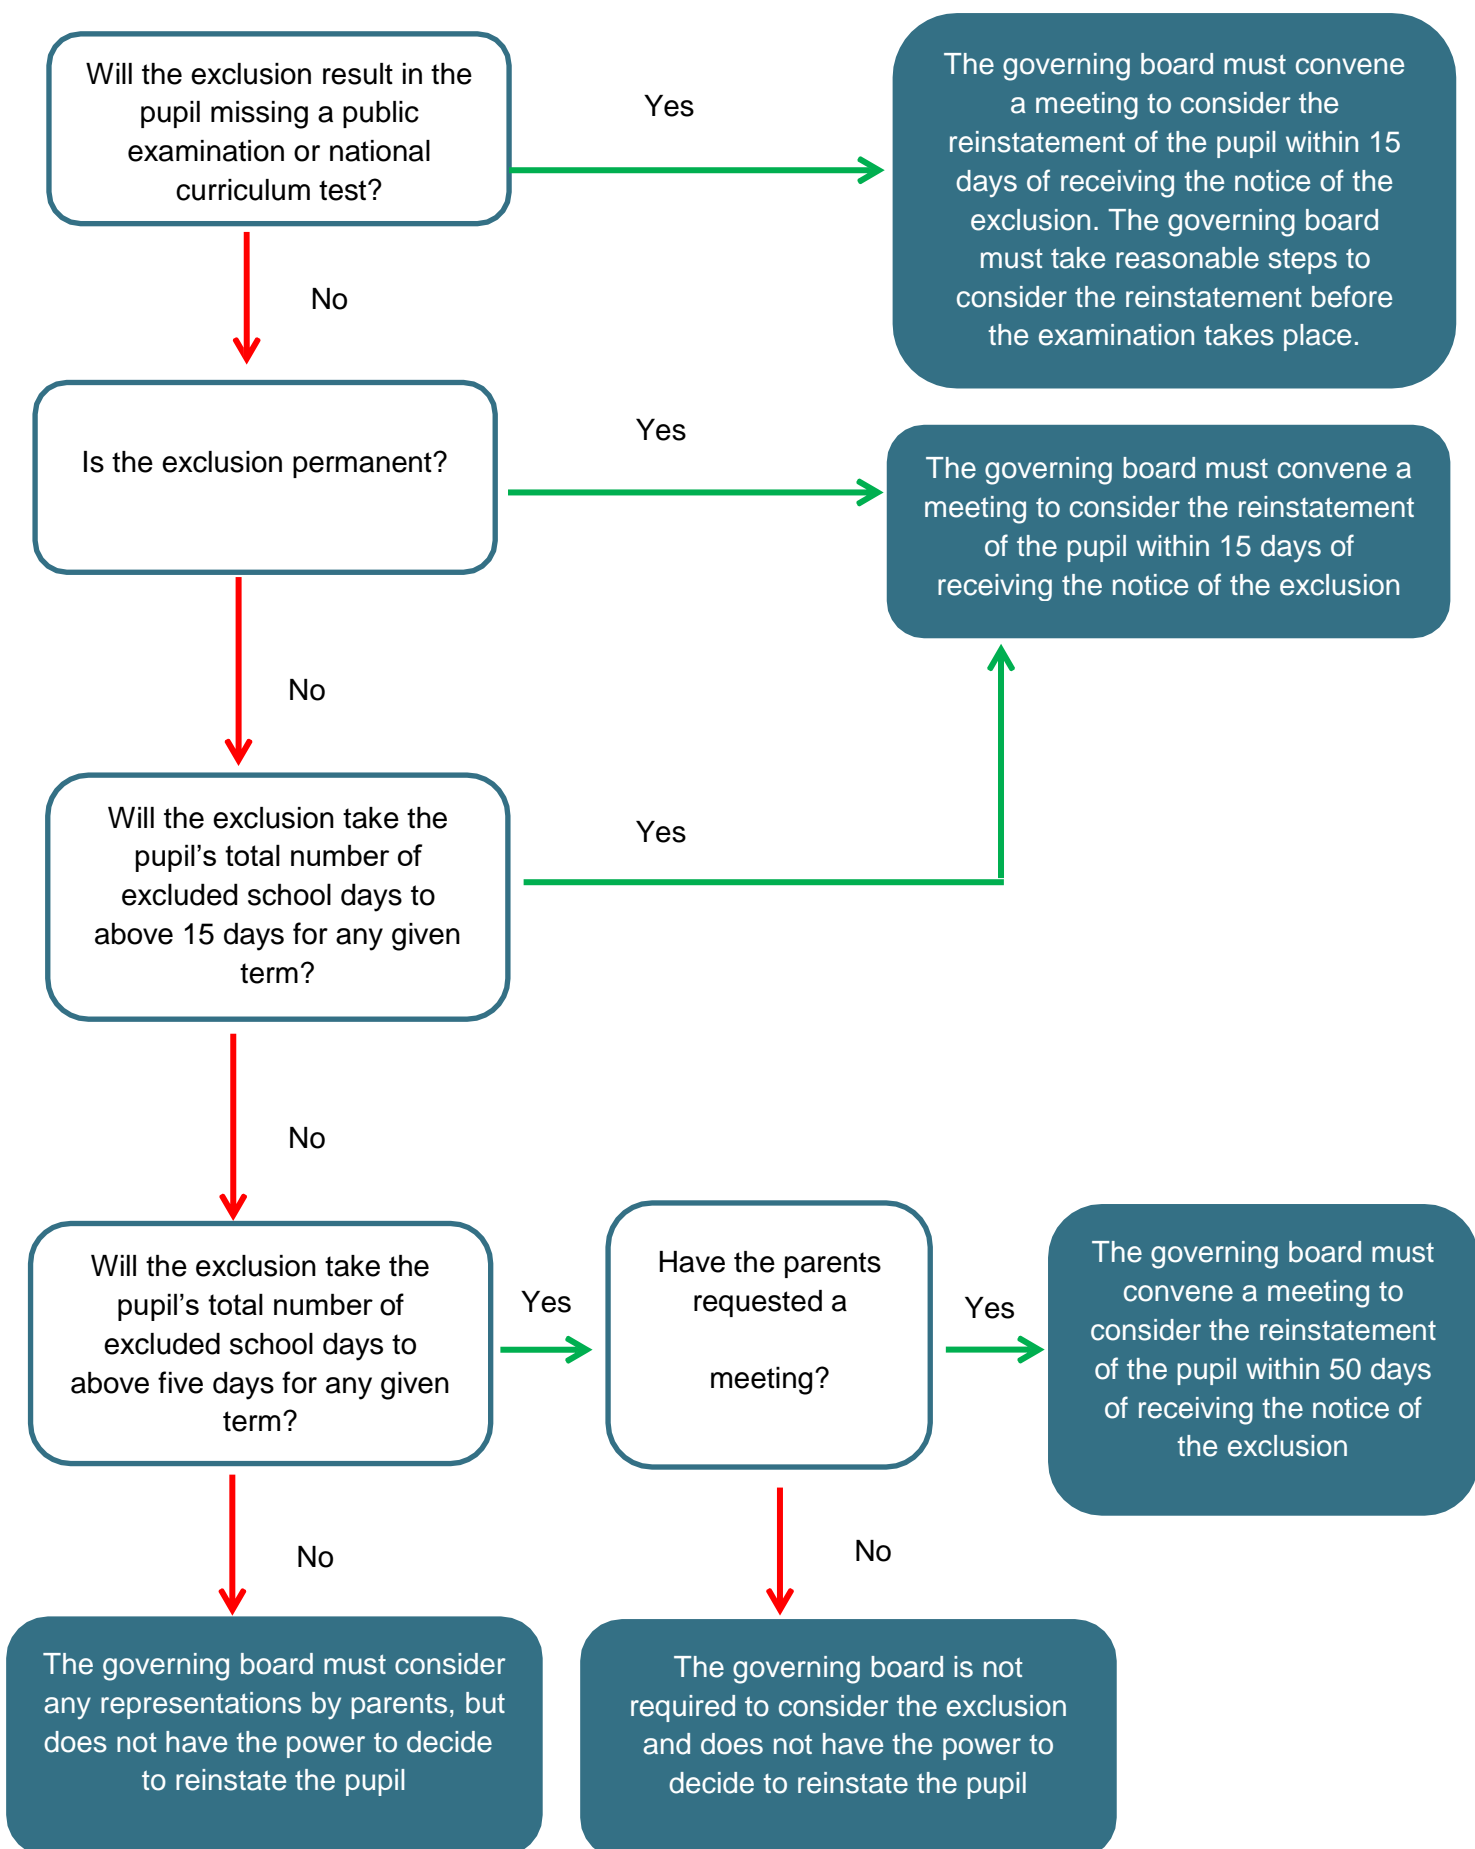 Will the exclusion result in the
pupil missing a public
examination or national
curriculum test?
Yes
The governing board must convene
a meeting to consider the
reinstatement of the pupil within 15
days of receiving the notice of the
exclusion. The governing board
must take reasonable steps to
consider the reinstatement before
the examination takes place.
No
Is the exclusion permanent?
Yes
The governing board must convene a
meeting to consider the reinstatement
of the pupil within 15 days of
receiving the notice of the exclusion
No
Will the exclusion take the
pupil’s total number of
excluded school days to
above 15 days for any given
term?
Yes
No
Will the exclusion take the
pupil’s total number of
excluded school days to
above five days for any given
term?
Yes
Have the parents
requested a
meeting?
Yes
The governing board must
convene a meeting to
consider the reinstatement
of the pupil within 50 days
of receiving the notice of
the exclusion
No
No
The governing board must consider
any representations by parents, but
does not have the power to decide
to reinstate the pupil
The governing board is not
required to consider the exclusion
and does not have the power to
decide to reinstate the pupil